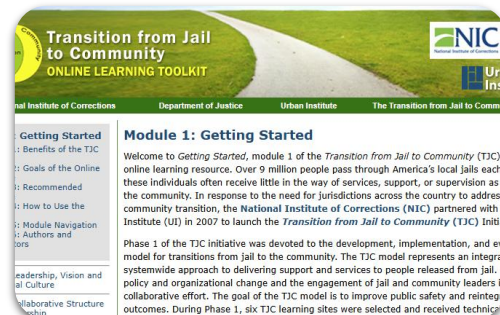 Transition from Jail
to Community
ONLINE LEARNING TOOLKIT
Community
NIC
National Institute of Corrections
Ur
Ins
nal Institute of Corrections Department of Justice Urban Institute The Transition from Jail to Comm
Getting Started
: Benefits of the TJC
: Goals of the Online
: Recommended
: How to Use the
: Module Navigation
: Authors and
tors
eadership, Vision and
al Culture
ollaborative Structure
Module 1: Getting Started
Welcome to Getting Started, module 1 of the Transition from Jail to Community (TJC)
online learning resource. Over 9 million people pass through America's local jails each
these individuals often receive little in the way of services, support, or supervision as
the community. In response to the need for jurisdictions across the country to addres
community transition, the National Institute of Corrections (NIC) partnered with
Institute (UI) in 2007 to launch the Transition from Jail to Community (TJC) Initi
Phase 1 of the TJC initiative was devoted to the development, implementation, and ev
model for transitions from jail to the community. The TJC model represents an integra
systemwide approach to delivering support and services to people released from jail.
policy and organizational change and the engagement of jail and community leaders i
collaborative effort. The goal of the TJC model is to improve public safety and reinteg
outcomes. During Phase 1, six TJC learning sites were selected and received technica